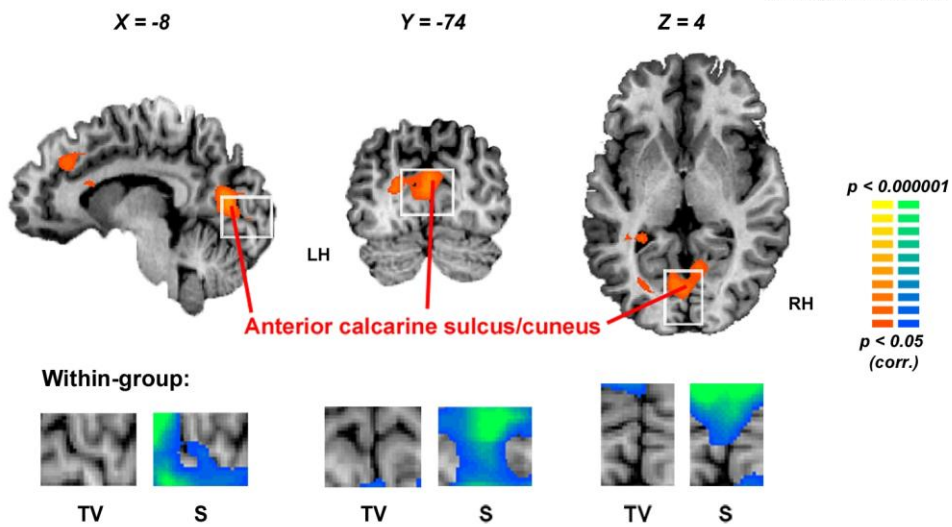 X = -8 Y = -74 Z = 4
p < 0.000001
LH
RH
Anterior calcarine sulcus/cuneus
p < 0.05
(corr.)
Within-group:
TV S TV S TV S